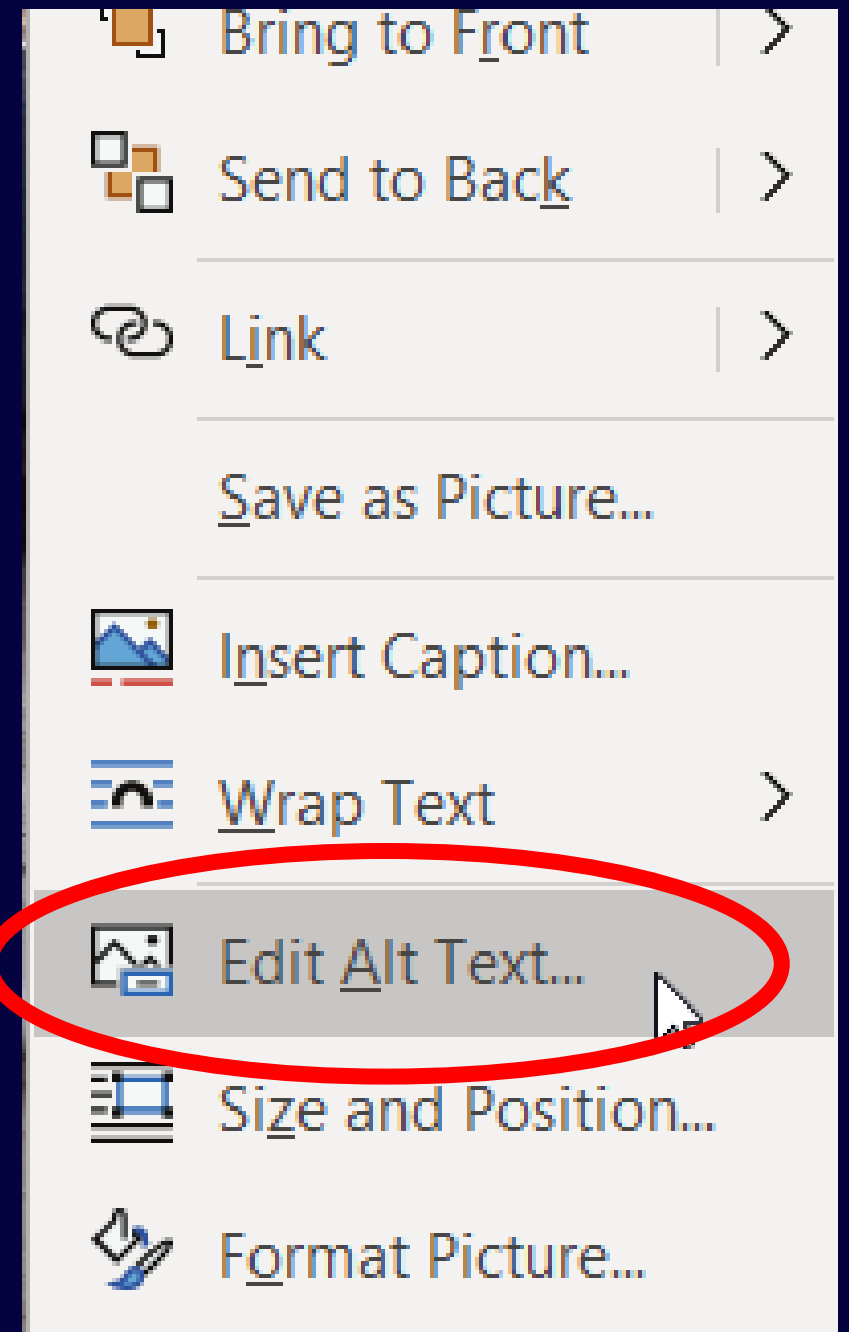 Bring to Front
Send to Back
Link
Save as Picture...
Insert Caption...
Wrap Text
Edit Alt Text...
Size and Position...
Format Picture...